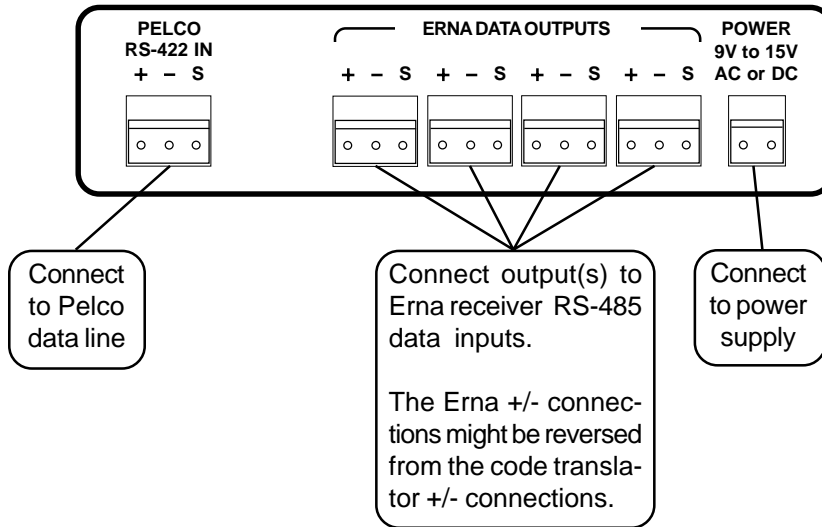 PELCO
RS-422 IN
+ – S
ERNA DATA OUTPUTS
+ – S + – S + – S + – S
POWER
9V to 15V
AC or DC
Connect
to Pelco
data line
Connect output(s) to
Erna receiver RS-485
data inputs.
The Erna +/- connec-
tions might be reversed
from the code transla-
tor +/- connections.
Connect
to power
supply